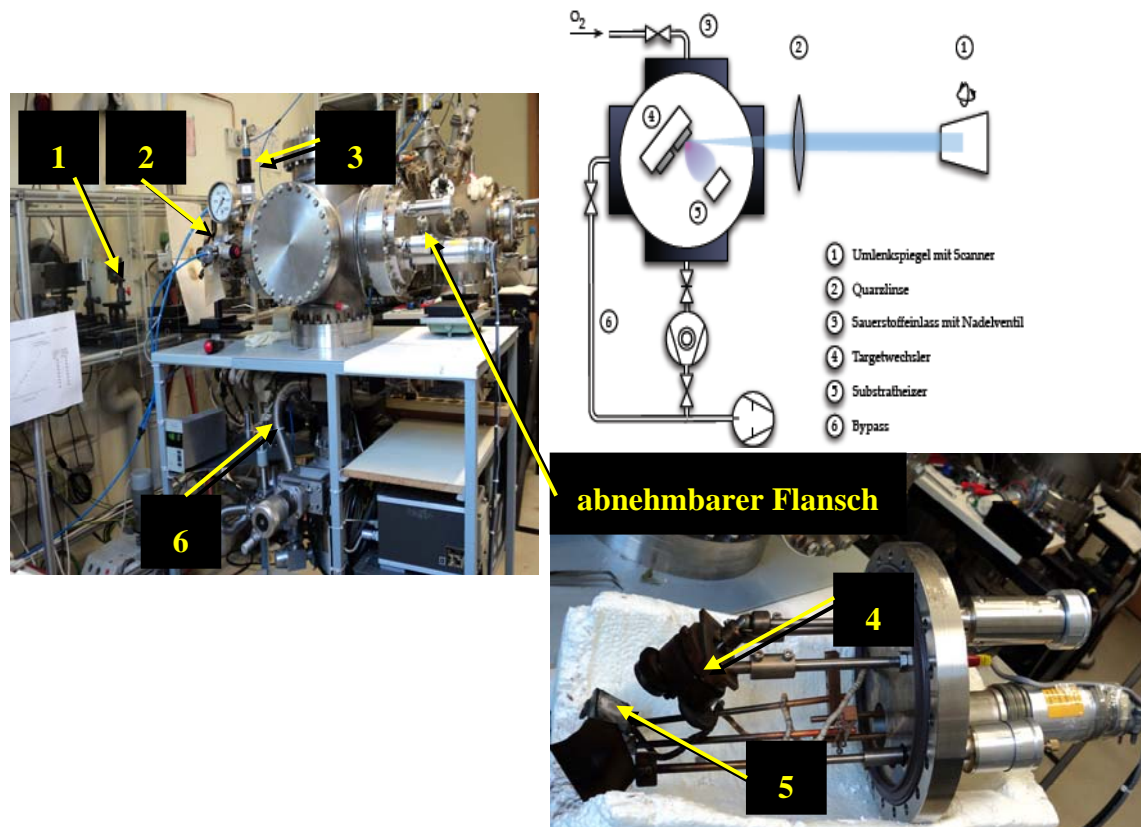 O2
3
2
1
4
5
6
1 Umlenkspiegel mit Scanner
2 Quarzlinse
3 Sauerstoffeinlass mit Nadelventil
4 Targetwechsler
5 Substratheizer
6 Bypass
1
2
3
6
abnehmbarer Flansch
4
5